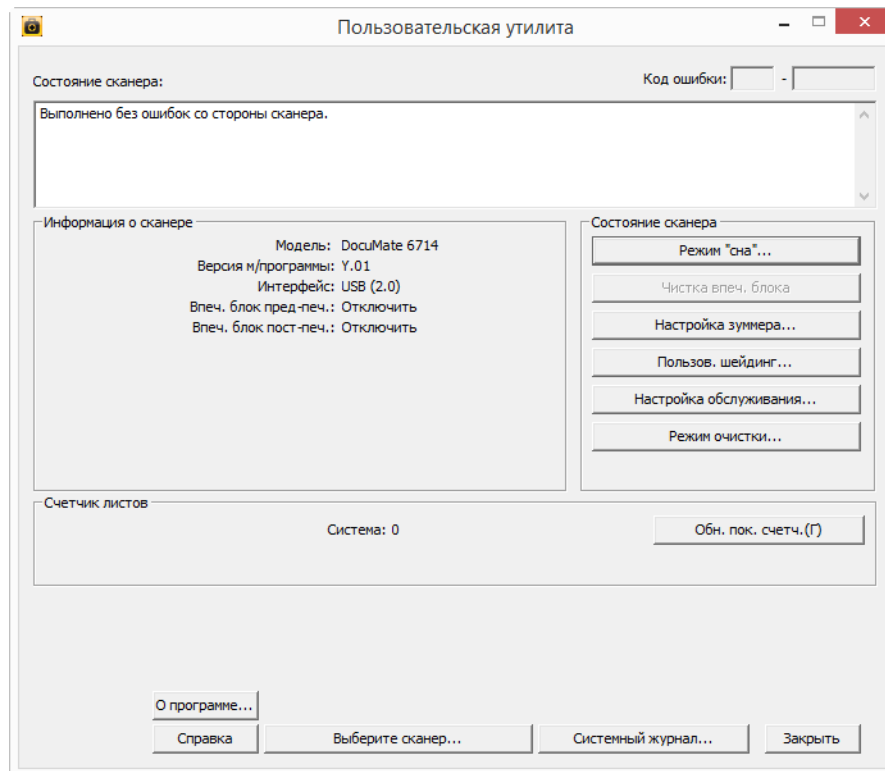 Пользовательская утилита
Состояние сканера:
Код ошибки: -
Выполнено без ошибок со стороны сканера.
Информация о сканере
Модель: DocuMate 6714
Версия м/программы: Y.01
Интерфейс: USB (2.0)
Впеч. блок пред-печ.: Отключить
Впеч. блок пост-печ.: Отключить
Состояние сканера
Режим "сна"...
Чистка впеч. блока
Настройка зуммера...
Пользов. шейдинг...
Настройка обслуживания...
Режим очистки...
Счетчик листов
Система: 0
Обн. пок. счетч.(Г)
О программе...
Справка
Выберите сканер...
Системный журнал...
Закрыть